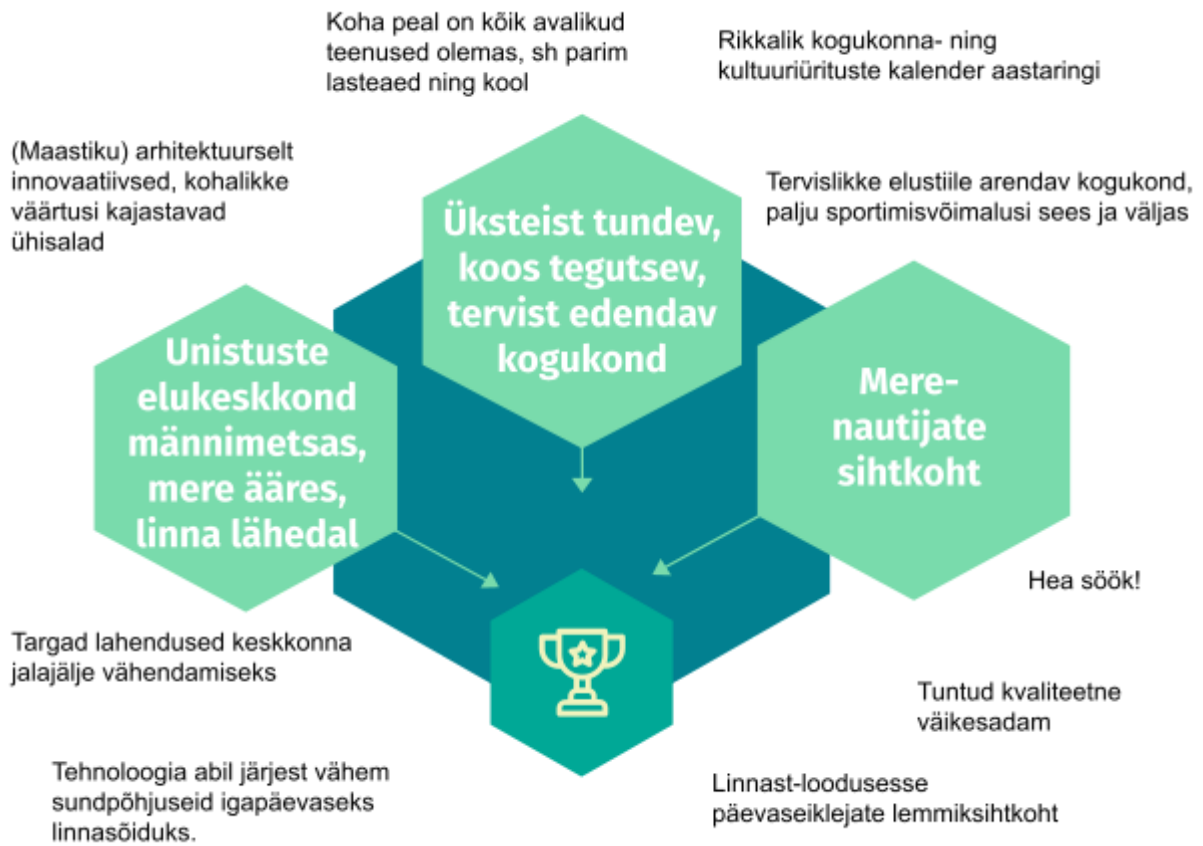 Koha peal on kõik avalikud
teenused olemas, sh parim
lasteaed ning kool
Rikkalik kogukonna- ning
kultuuriürituste kalender aastaringi
(Maastiku) arhitektuurselt
innovaatiivsed, kohalikke
väärtusi kajastavad
ühisalad
Tervislikke elustiile arendav kogukond,
palju sportimisvõimalusi sees ja väljas
Üksteist tundev,
koos tegutsev,
tervist edendav
kogukond
Unistuste
elukeskkond
männimetsas,
mere ääres,
linna lähedal
Mere-
nautijate
sihtkoht
Hea söök!
Targad lahendused keskkonna
jalajälje vähendamiseks
Tuntud kvaliteetne
väikesadam
Tehnoloogia abil järjest vähem
sundpõhjuseid igapäevaseks
linnasõiduks.
Linnast-loodusesse
päevaseiklejate lemmiksihtkoht